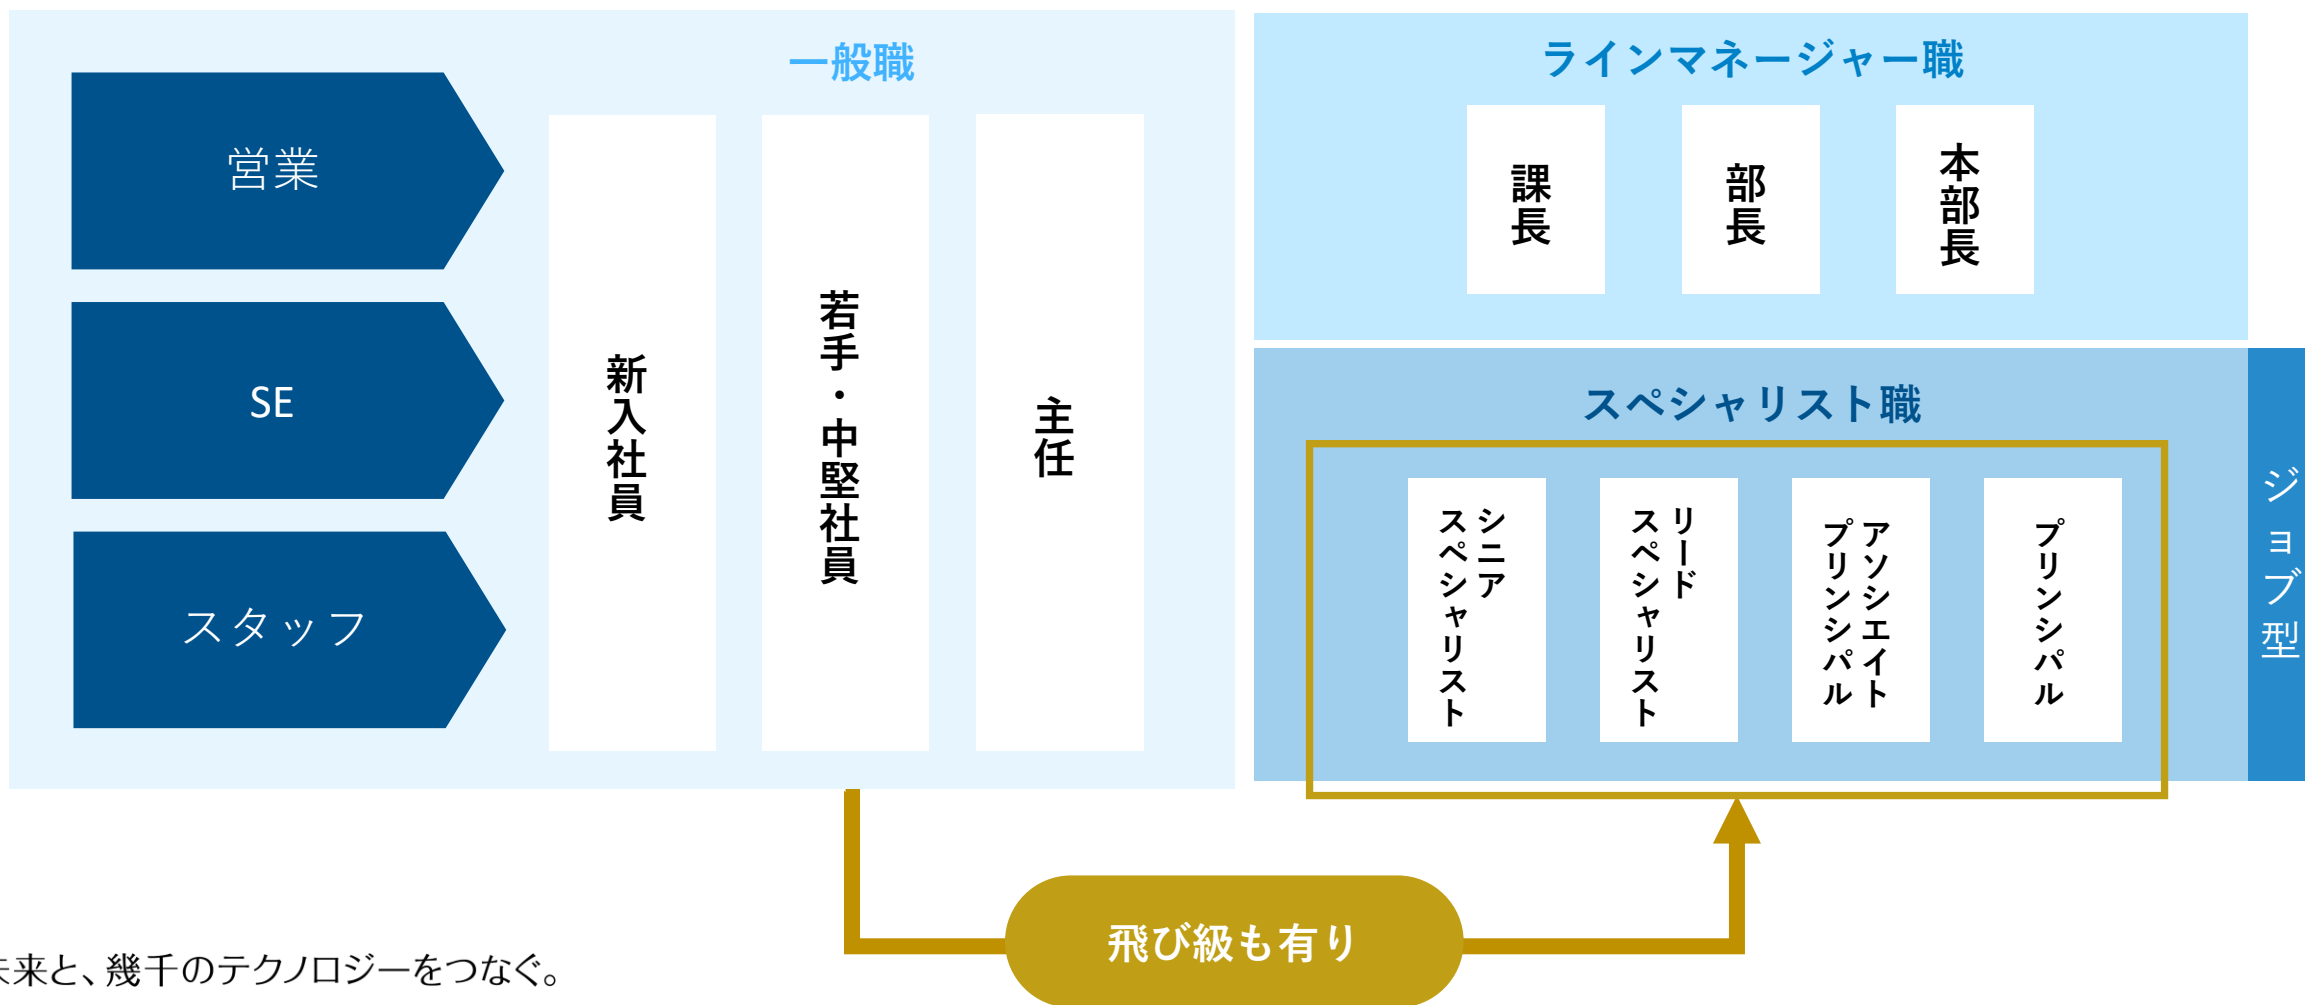 一般職
営業
SE
スタッフ
新入社員
若手・中堅社員
主任
ラインマネージャー職
課長
部長
本部長
スペシャリスト職
シニア
スペシャリスト
リード
スペシャリスト
アソシエイト
プリンシパル
プリンシパル
ジョブ型
飛び級も有り
来と、幾千のテクノロジーをつなぐ。